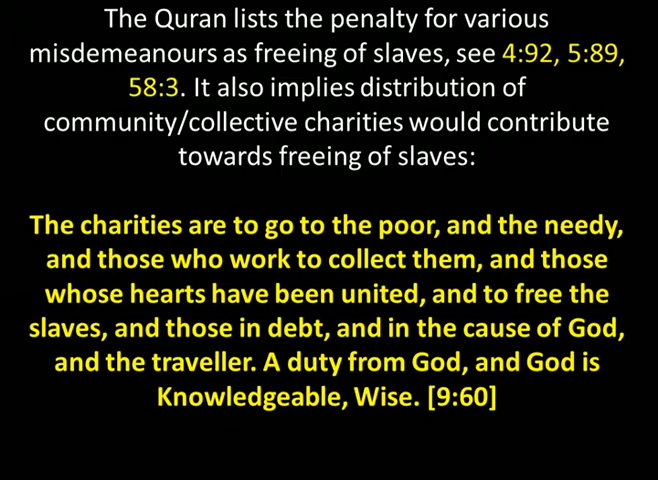 The Quran lists the penalty for various
misdemeanours as freeing of slaves, see 4:92, 5:89,
58:3. It also implies distribution of
community/collective charities would contribute
towards freeing of slaves:
The charities are to go to the poor, and the needy,
and those who work to collect them, and those
whose hearts have been united, and to free the
slaves, and those in debt, and in the cause of God,
and the traveller. A duty from God, and God is
Knowledgeable, Wise. [9:60]